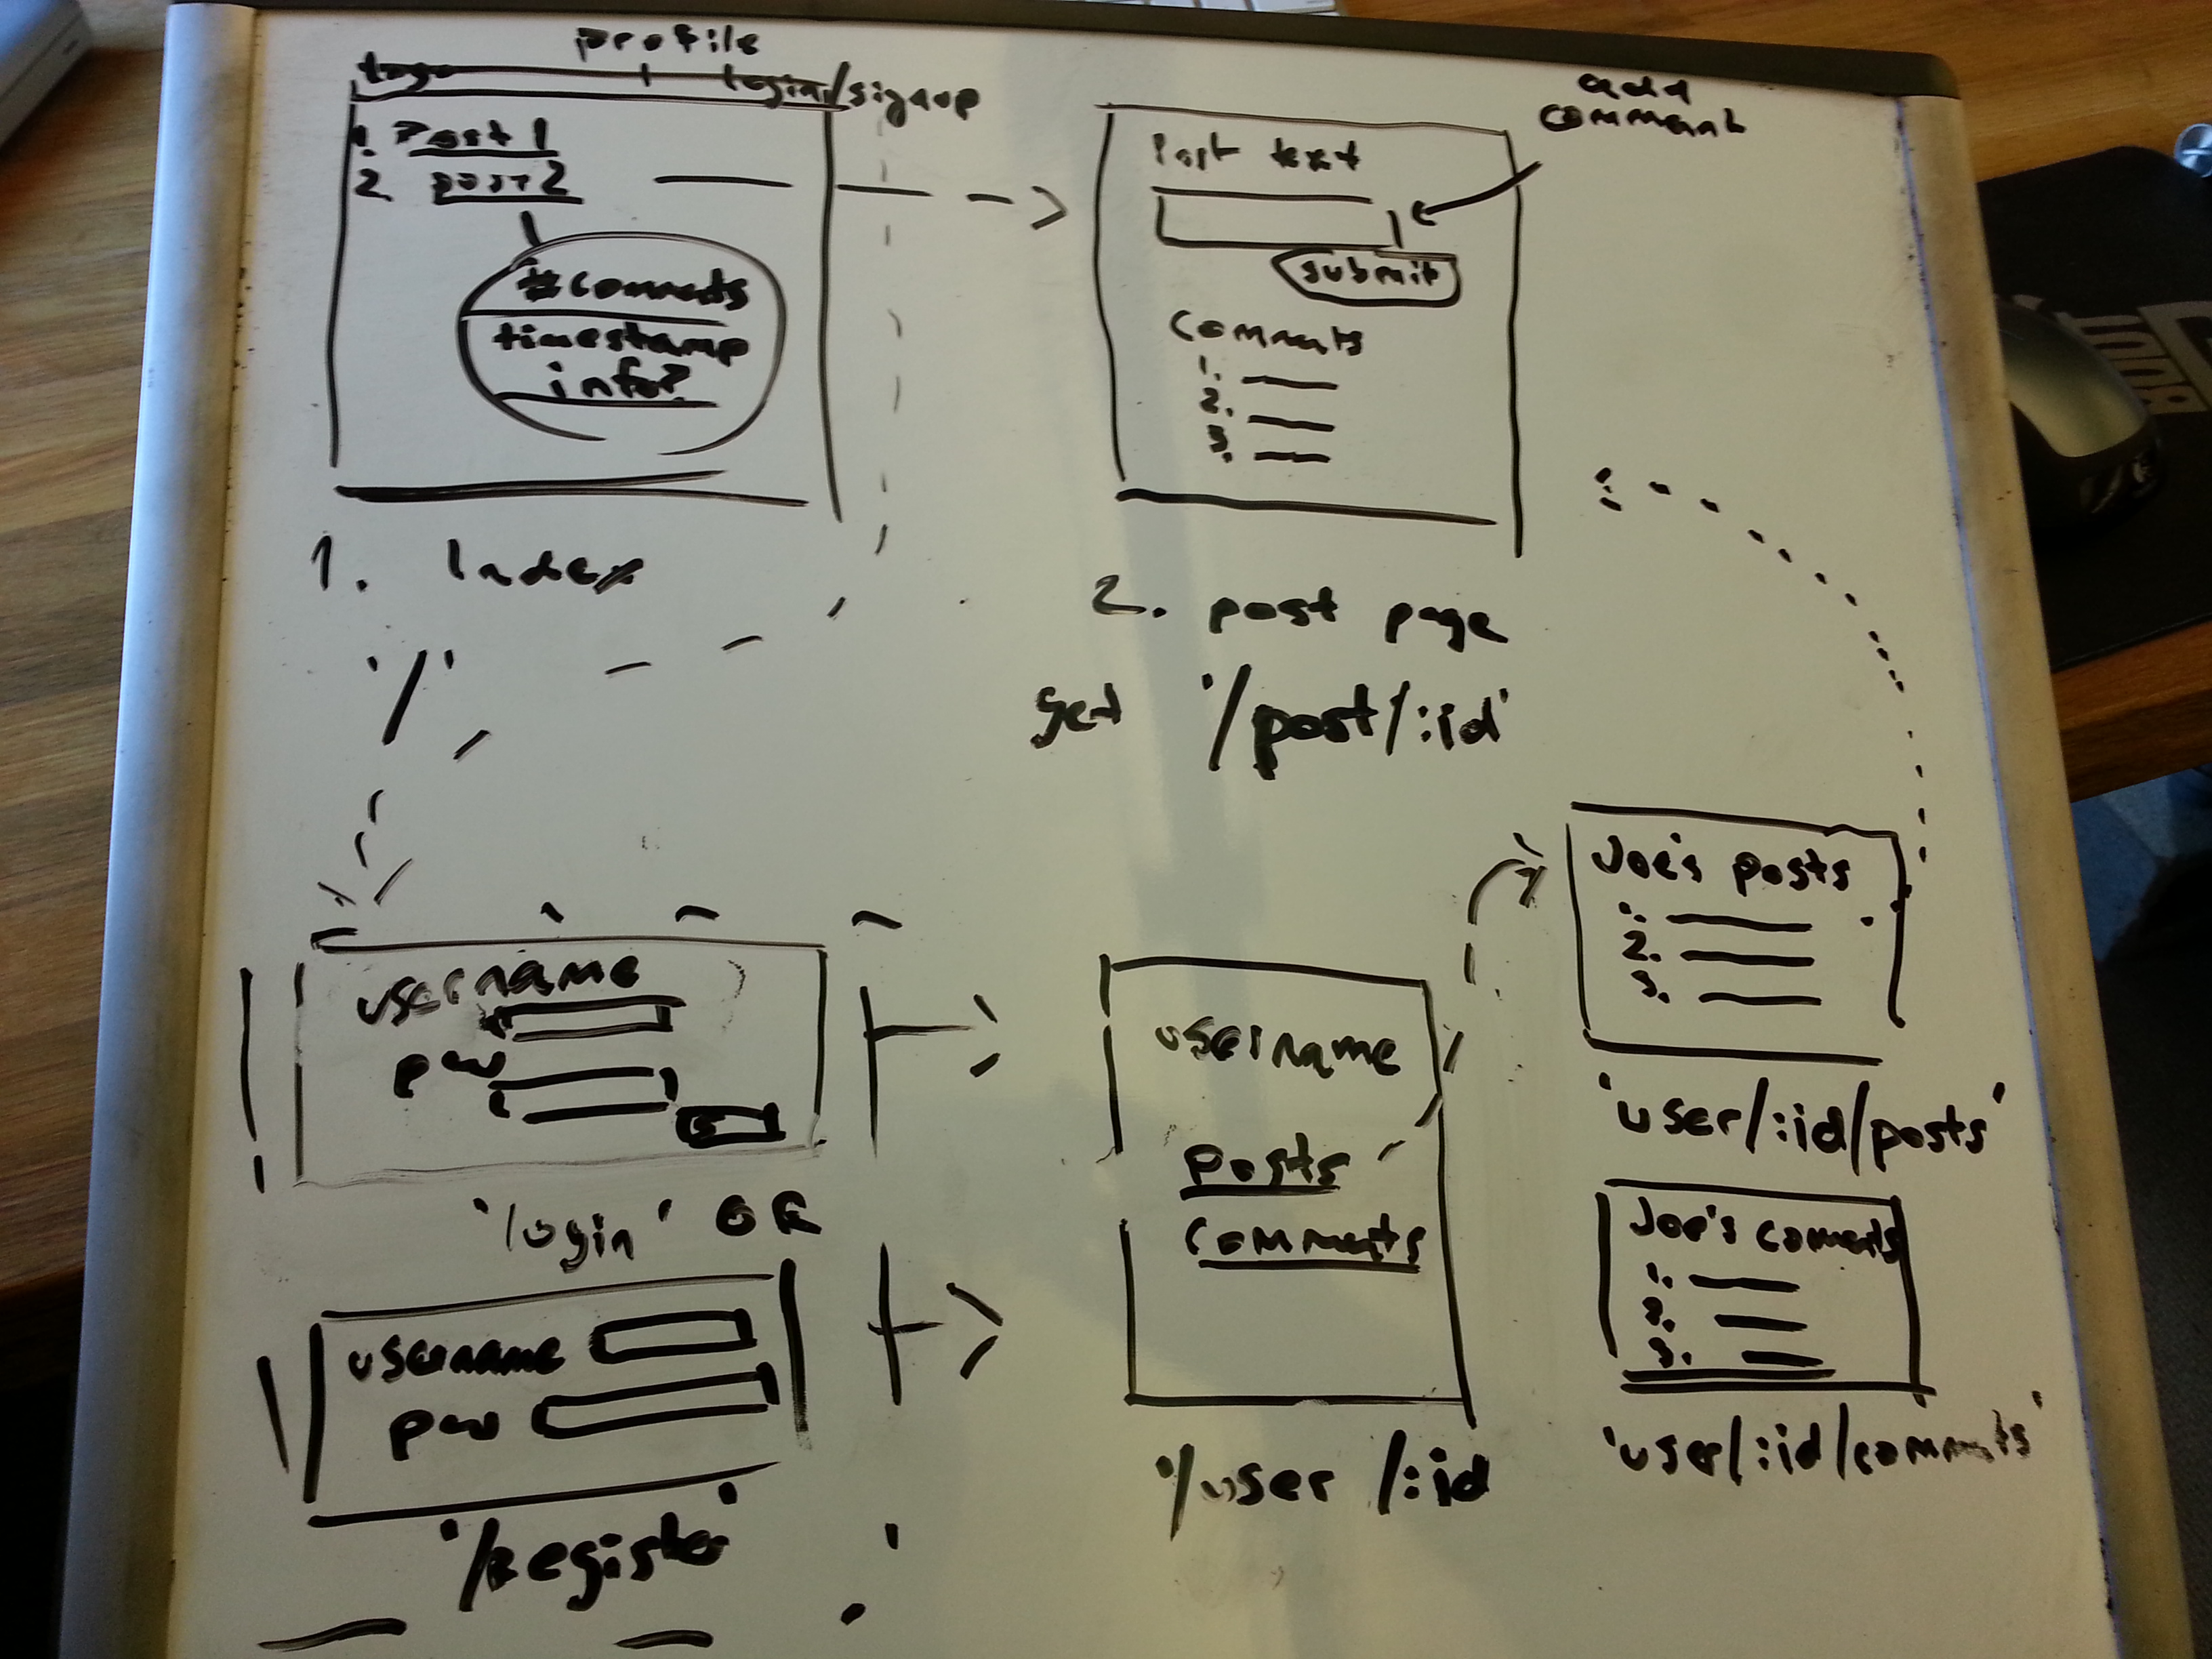 profile
logo
login/signup
1. Post 1
2. post 2
#comments
timestamp
info?
1. Index
'/'
add
comment
Post text
submit
Comments
1.
2.
3.
2. post page
get '/post/:id'
username
pw
'login' OR
username
pw
'/Register'
username
posts
comments
'/user/:id
Joe's posts
1.
2.
3.
'user/:id/posts'
Joe's comments
1.
2.
3.
'user/:id/comments'